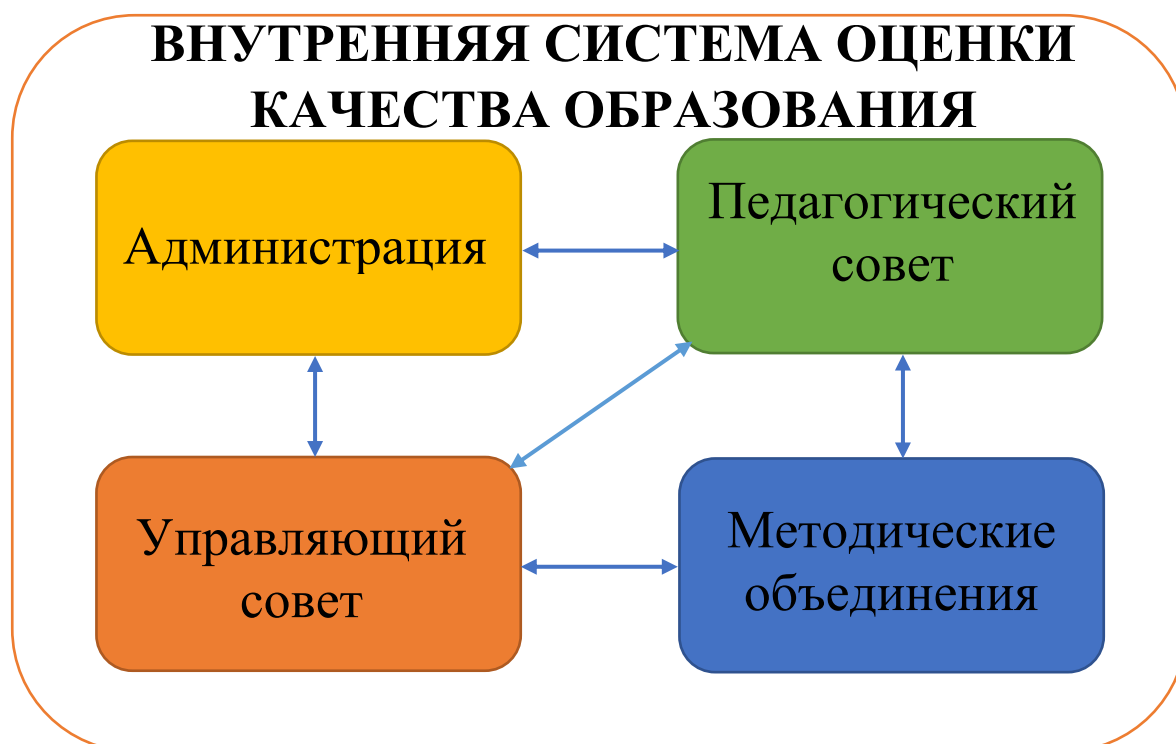 ВНУТРЕННЯЯ СИСТЕМА ОЦЕНКИ
КАЧЕСТВА ОБРАЗОВАНИЯ
Администрация
Педагогический
совет
Управляющий
совет
Методические
объединения